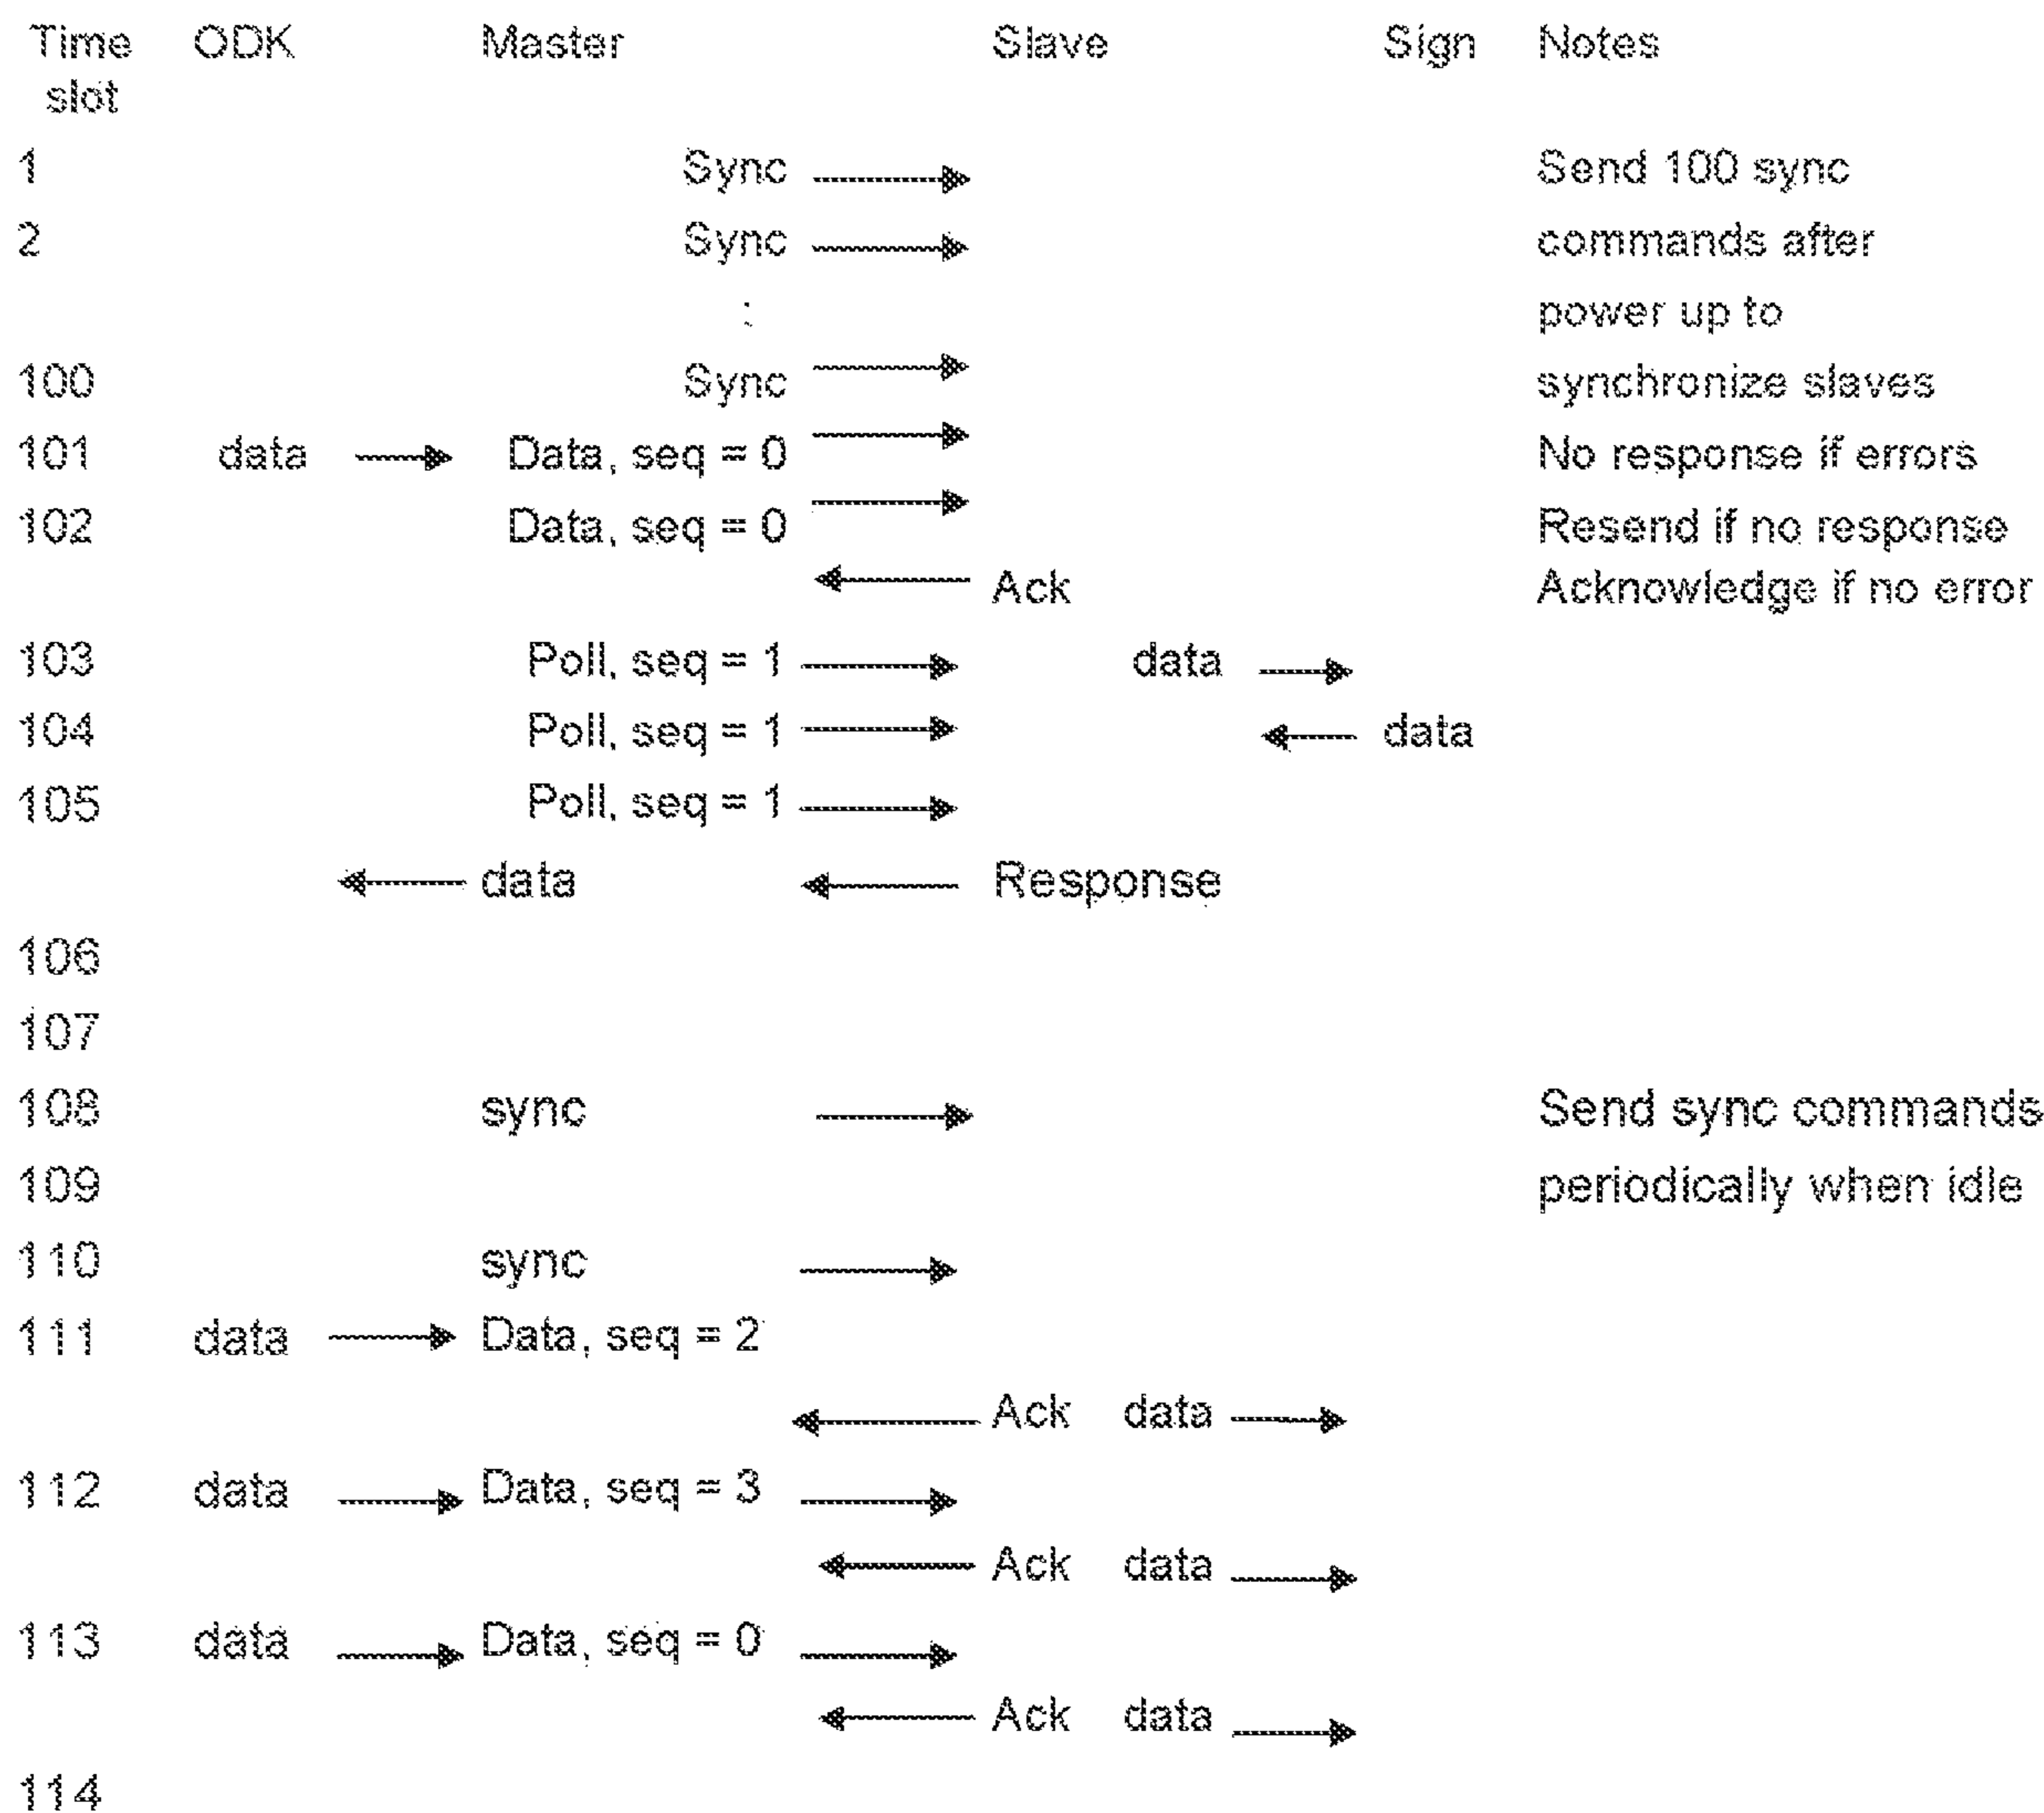 Time ODK Master Slave Sign Notes
slot
1 Sync Send 100 sync
2 Sync commands after
: power up to
100 Sync synchronize slaves
101 data Data, seq = 0 No response if errors
102 Data, seq = 0 Resend if no response
Ack Acknowledge if no error
103 Poll, seq = 1 data
104 Poll, seq = 1 data
105 Poll, seq = 1
data Response
106
107
108 sync Send sync commands
109 periodically when idle
110 sync
111 data Data, seq = 2
Ack data
112 data Data, seq = 3
Ack data
113 data Data, seq = 0
Ack data
114